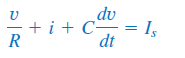 v/R + i + C dv/dt = I_s